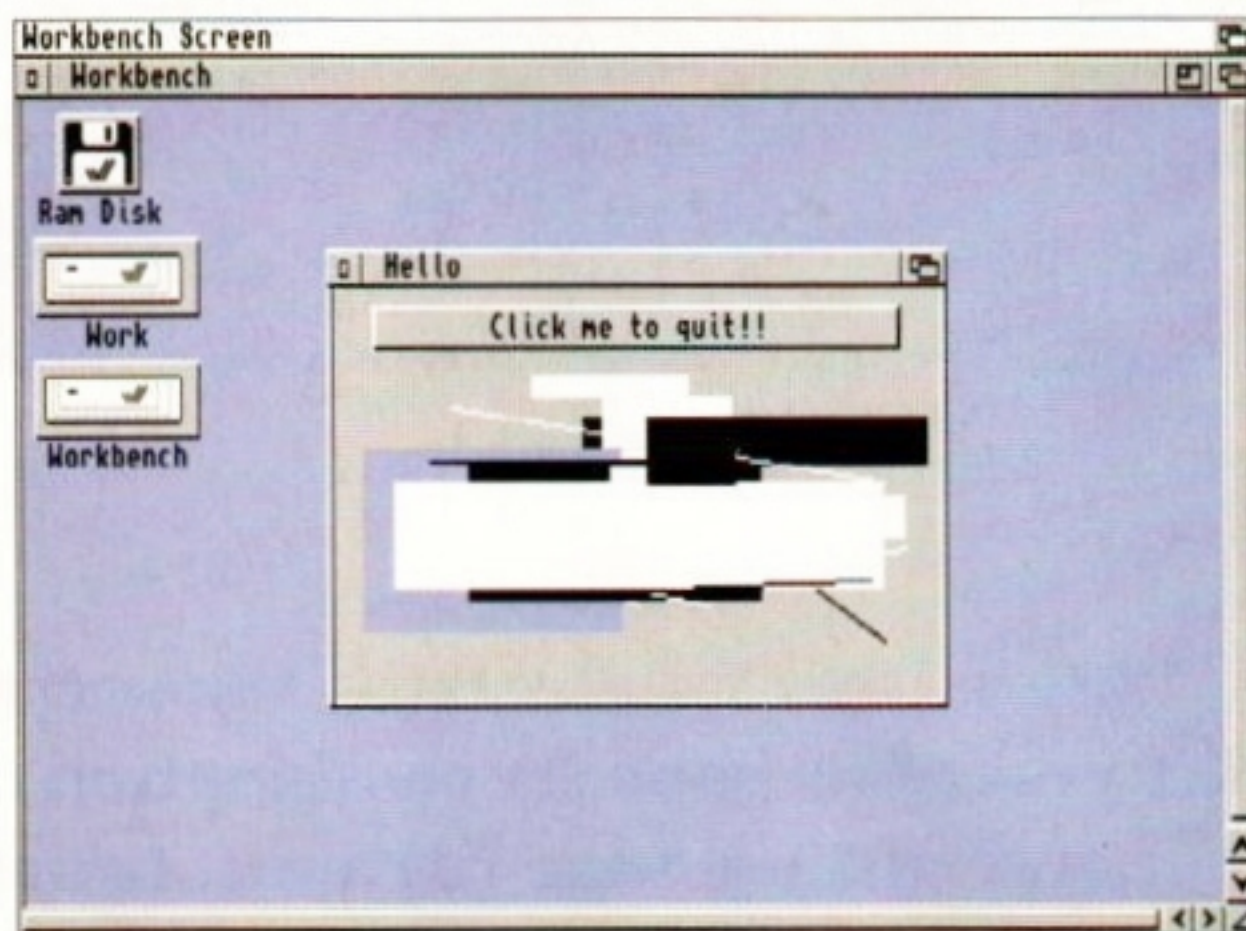 Workbench Screen
Workbench
Ram Disk
Work
Workbench
Hello
Click me to quit!!